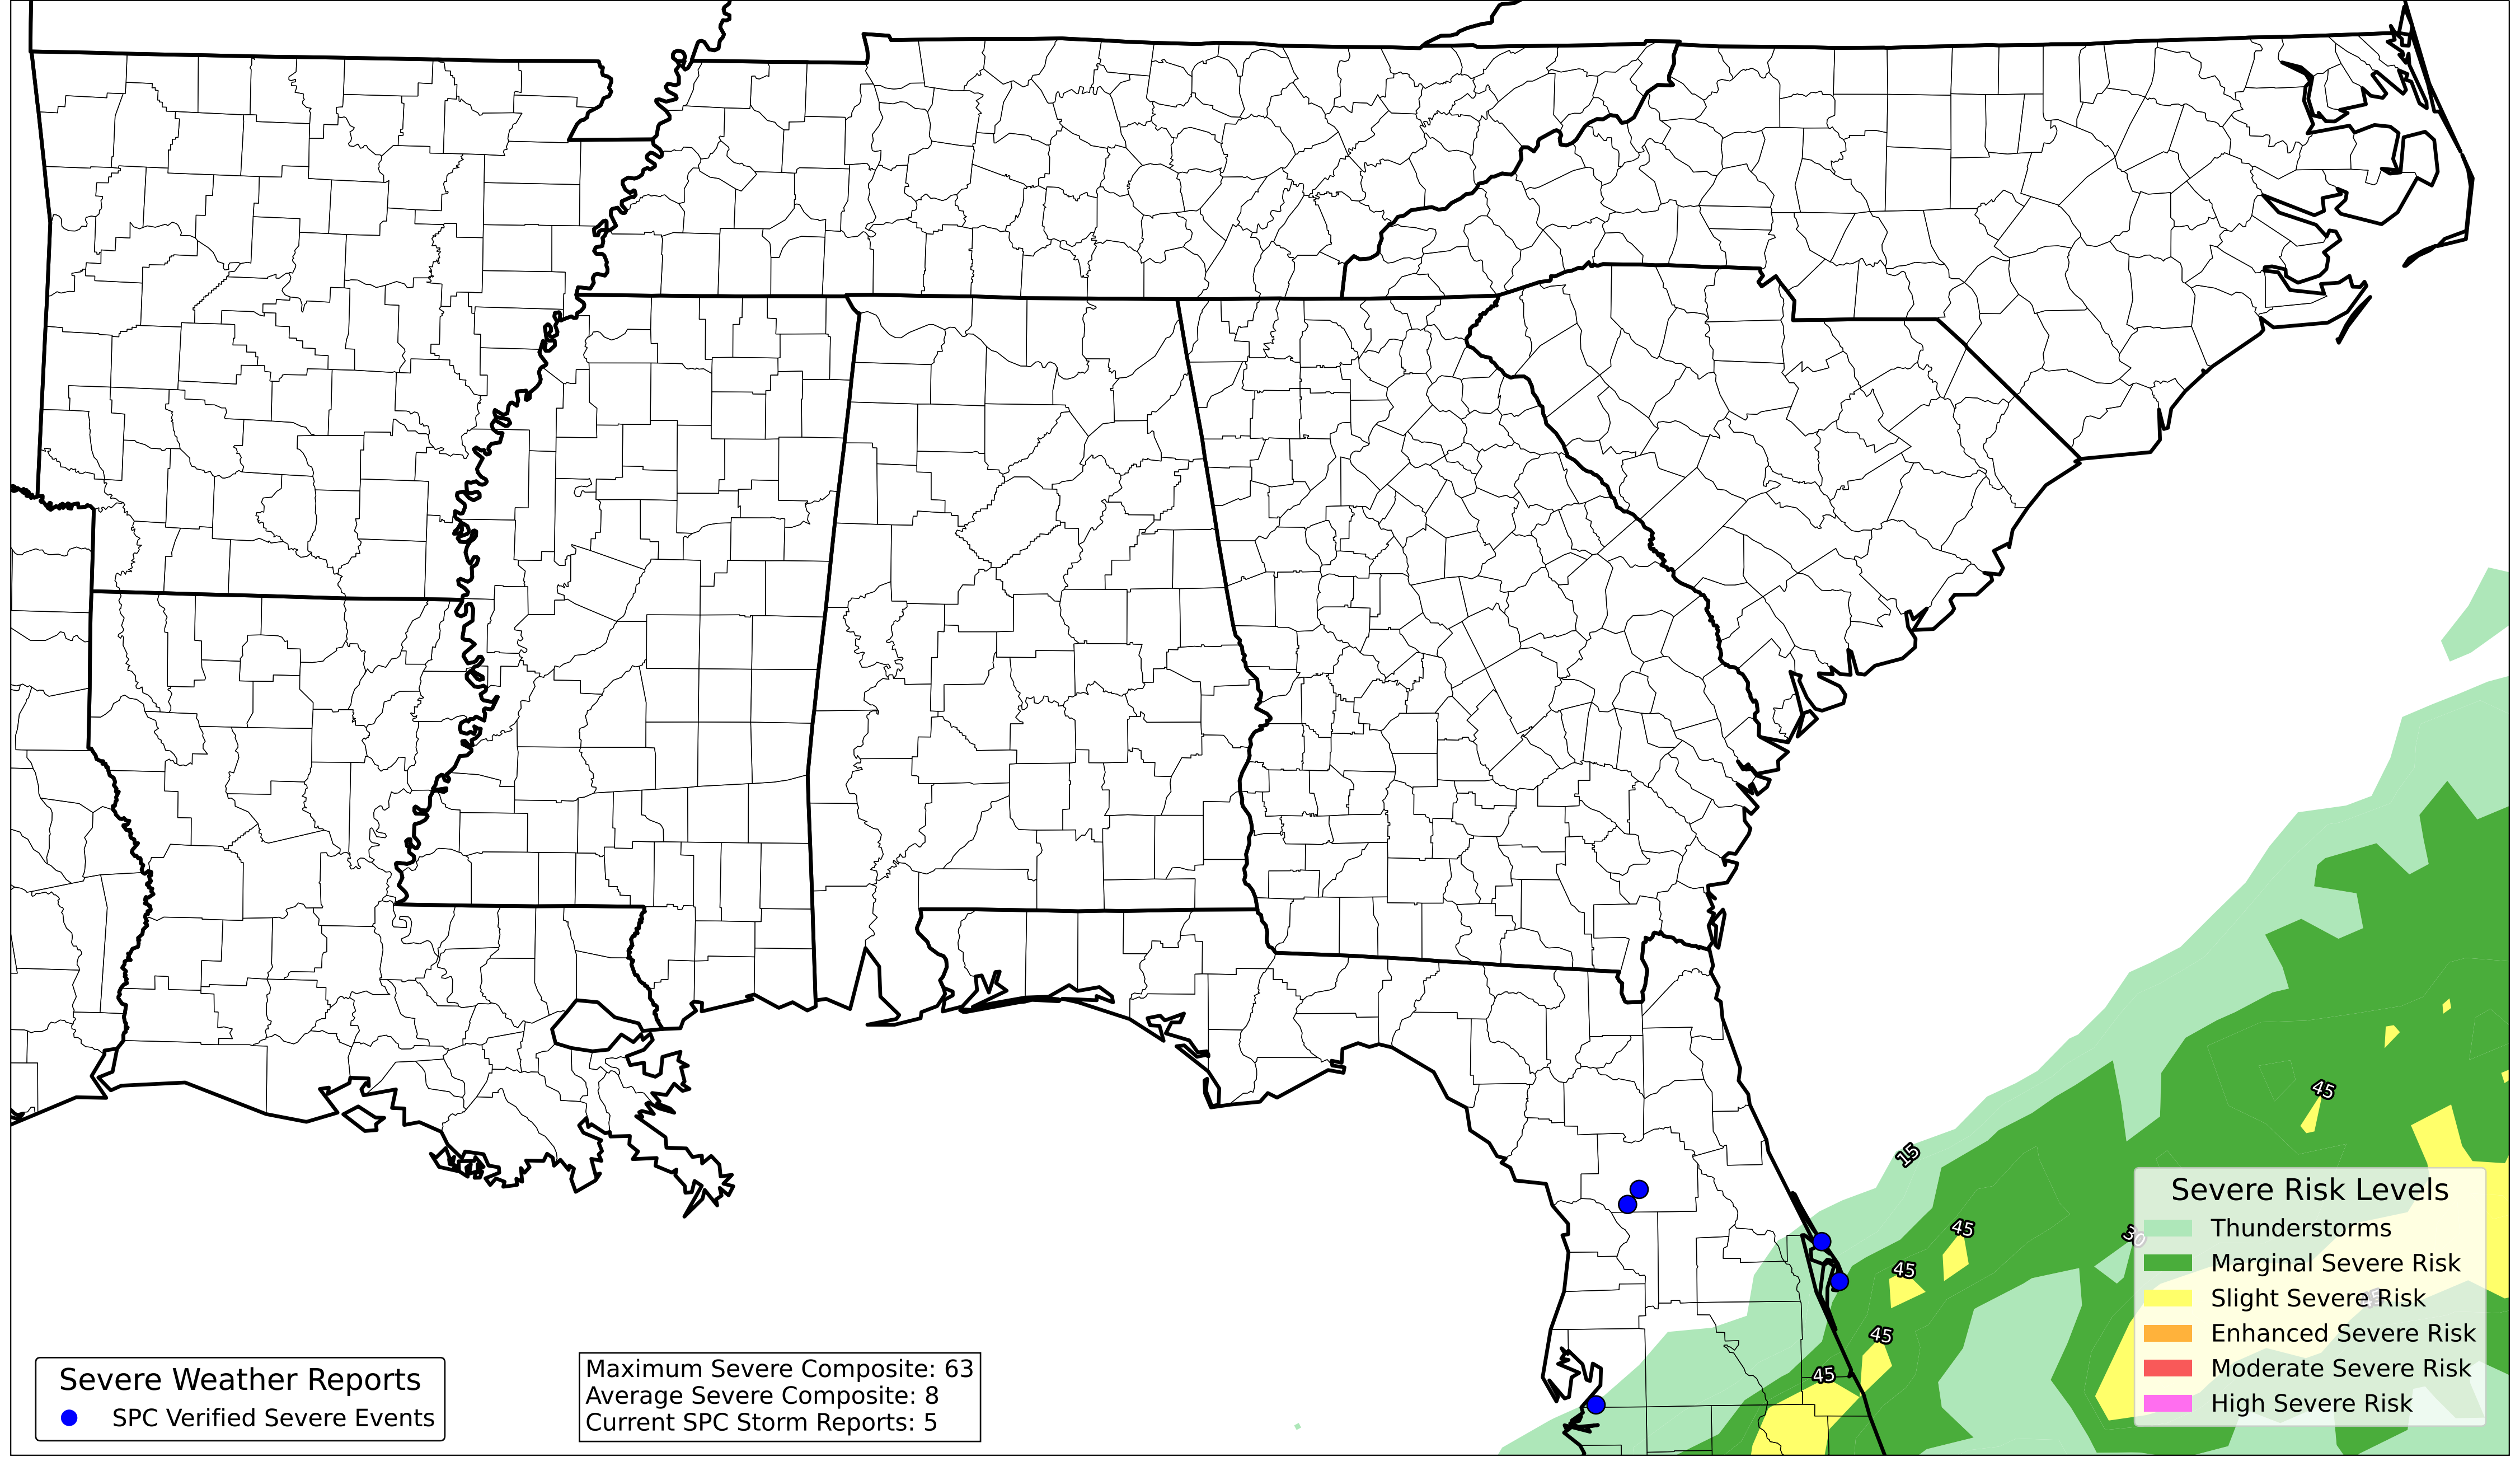 15
45
45
45
45
45
30
Severe Risk Levels
Thunderstorms
Marginal Severe Risk
Slight Severe Risk
Enhanced Severe Risk
Moderate Severe Risk
High Severe Risk
Severe Weather Reports
SPC Verified Severe Events
Maximum Severe Composite: 63
Average Severe Composite: 8
Current SPC Storm Reports: 5